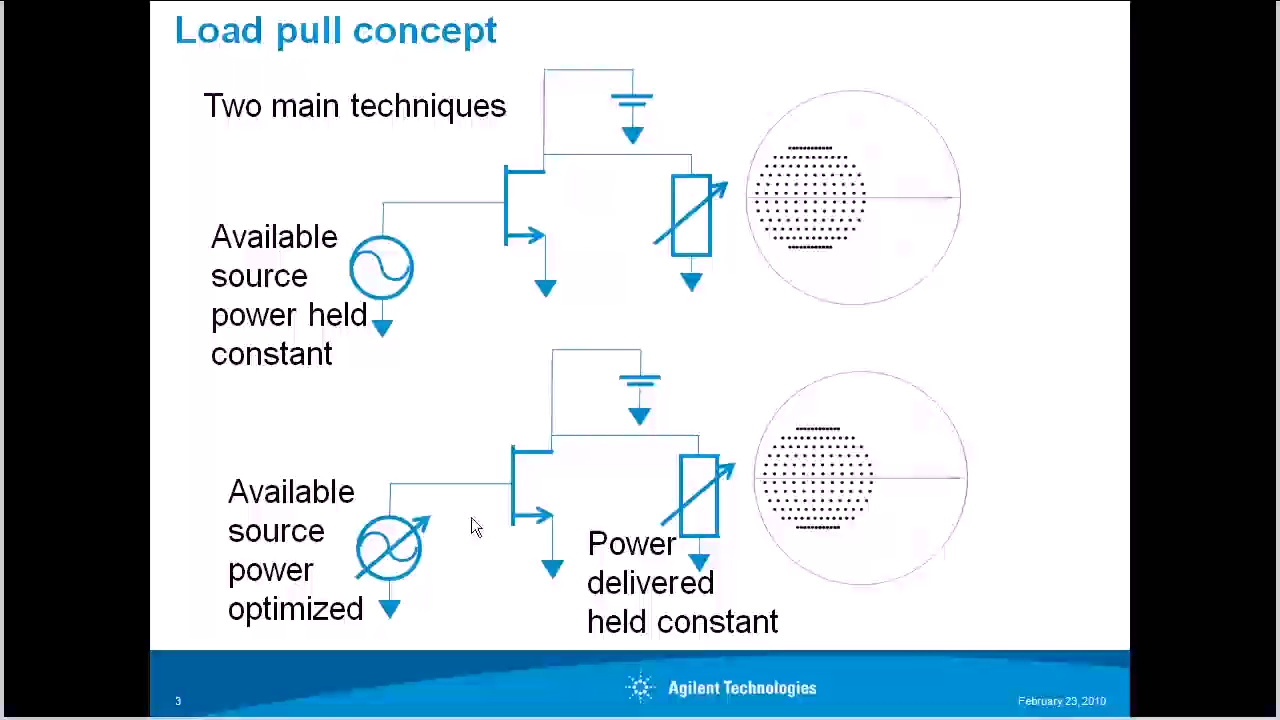 Load pull concept
Two main techniques
Available
source
power held
constant
Available
source
power
optimized
Power
delivered
held constant
3
Agilent Technologies
February 23, 2010